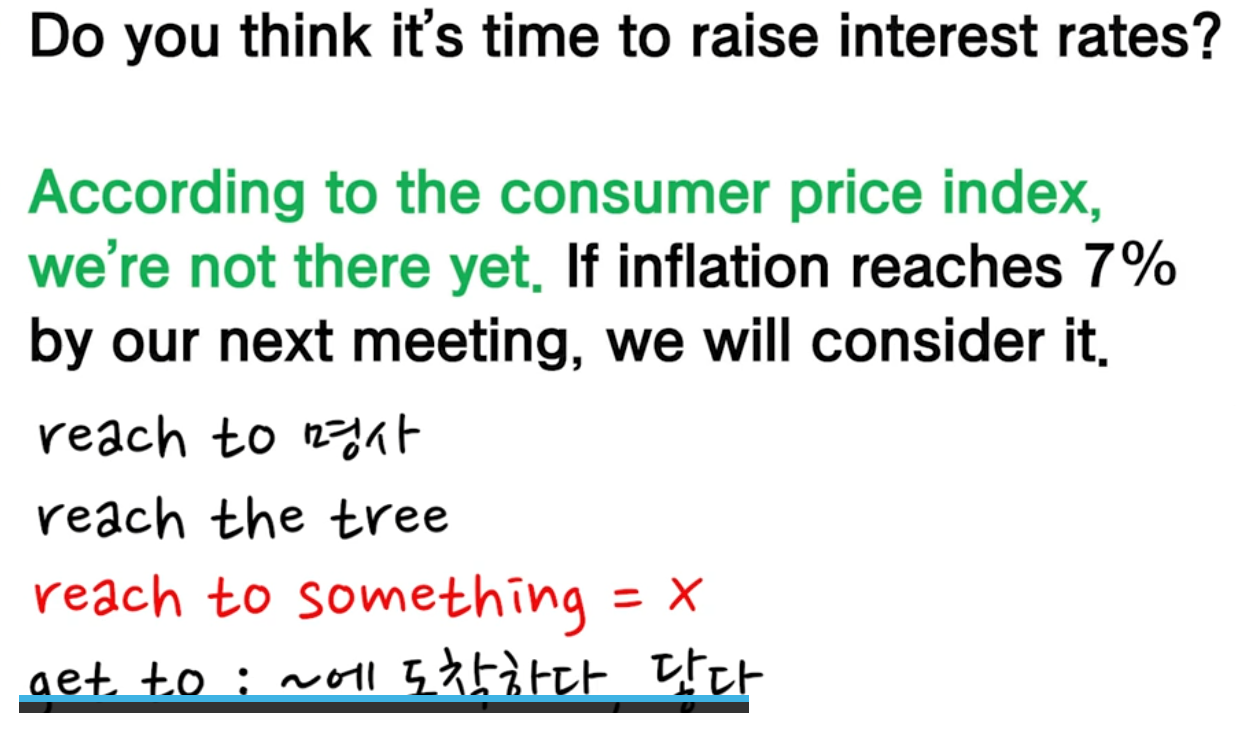 Do you think it’s time to raise interest rates?
According to the consumer price index,
we’re not there yet. If inflation reaches 7%
by our next meeting, we will consider it.
reach to 명사
reach the tree
reach to something = X
get to : ~에 도착하다, 닿다